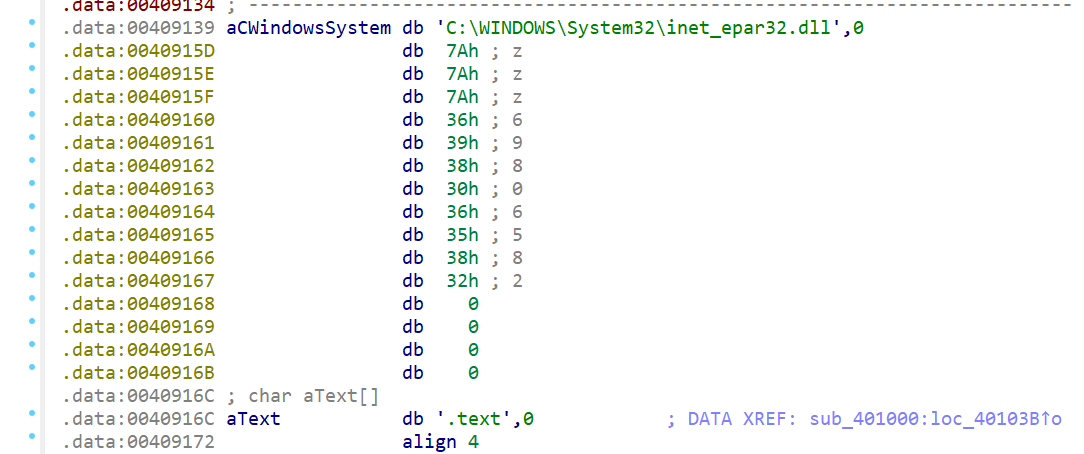 .data:00409134 ; ---------------------------------------------------------------------------
.data:00409139 aCWindowsSystem db 'C:\WINDOWS\System32\inet_epar32.dll',0
.data:0040915D db 7Ah ; z
.data:0040915E db 7Ah ; z
.data:0040915F db 7Ah ; z
.data:00409160 db 36h ; 6
.data:00409161 db 39h ; 9
.data:00409162 db 38h ; 8
.data:00409163 db 30h ; 0
.data:00409164 db 36h ; 6
.data:00409165 db 35h ; 5
.data:00409166 db 38h ; 8
.data:00409167 db 32h ; 2
.data:00409168 db 0
.data:00409169 db 0
.data:0040916A db 0
.data:0040916B db 0
.data:0040916C ; char aText[]
.data:0040916C aText db '.text',0 ; DATA XREF: sub_401000:loc_40103B↑o
.data:00409172 align 4